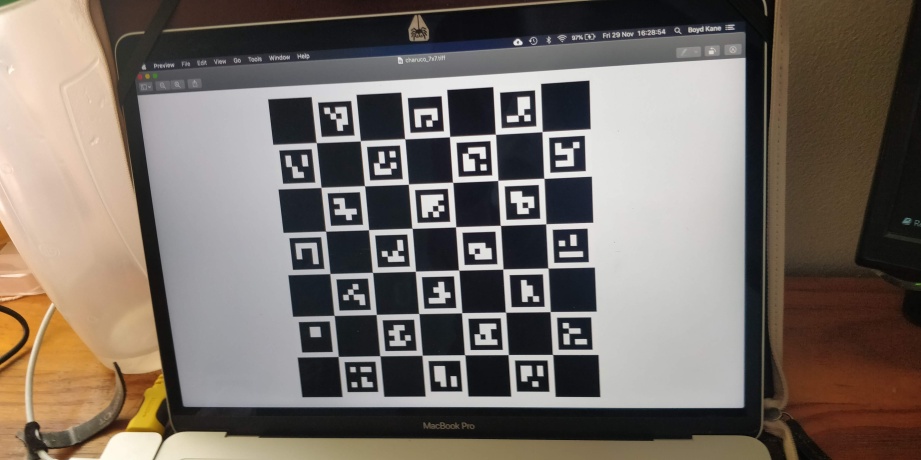 Preview File Edit View Go Tools Window Help
97% Fri 29 Nov 16:28:54 Boyd Kane
charuco_7x7.tiff
MacBook Pro